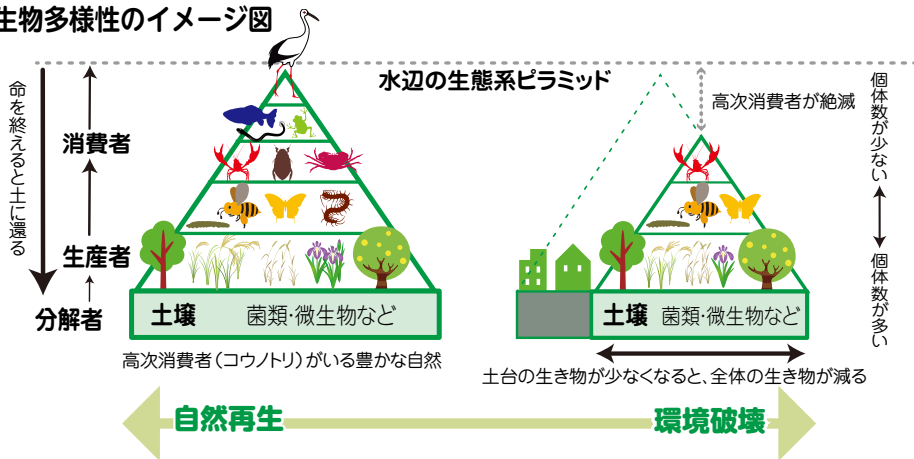 生物多様性のイメージ図
水辺の生態系ピラミッド
命を終えると土に還る
消費者
生産者
分解者
土壌 菌類・微生物など
高次消費者(コウノトリ)がいる豊かな自然
高次消費者が絶滅
個体数が少ない
個体数が多い
土壌 菌類・微生物など
土台の生き物が少なくなると、全体の生き物が減る
自然再生
環境破壊